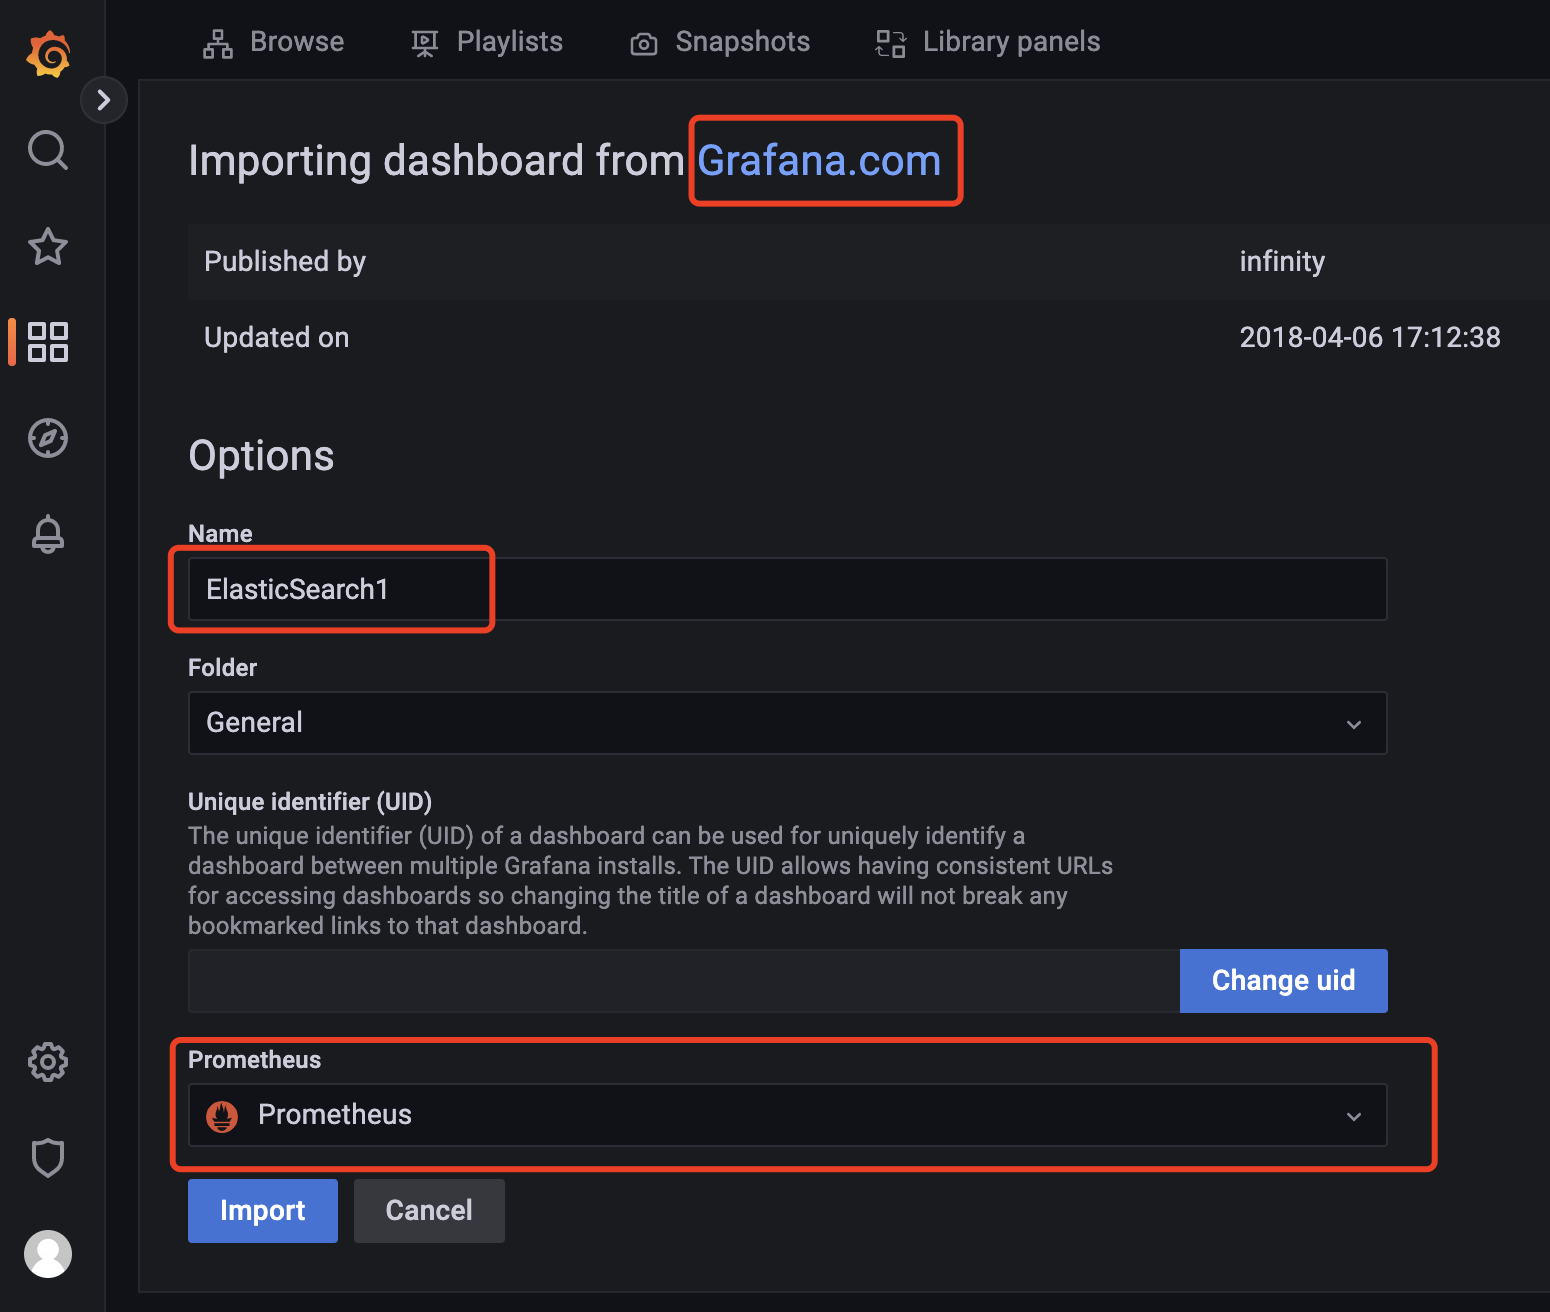 Browse Playlists Snapshots Library panels
Importing dashboard from Grafana.com
Published by infinity
Updated on 2018-04-06 17:12:38
Options
Name
ElasticSearch1
Folder
General
Unique identifier (UID)
The unique identifier (UID) of a dashboard can be used for uniquely identify a
dashboard between multiple Grafana installs. The UID allows having consistent URLs
for accessing dashboards so changing the title of a dashboard will not break any
bookmarked links to that dashboard.
Change uid
Prometheus
Prometheus
Import Cancel